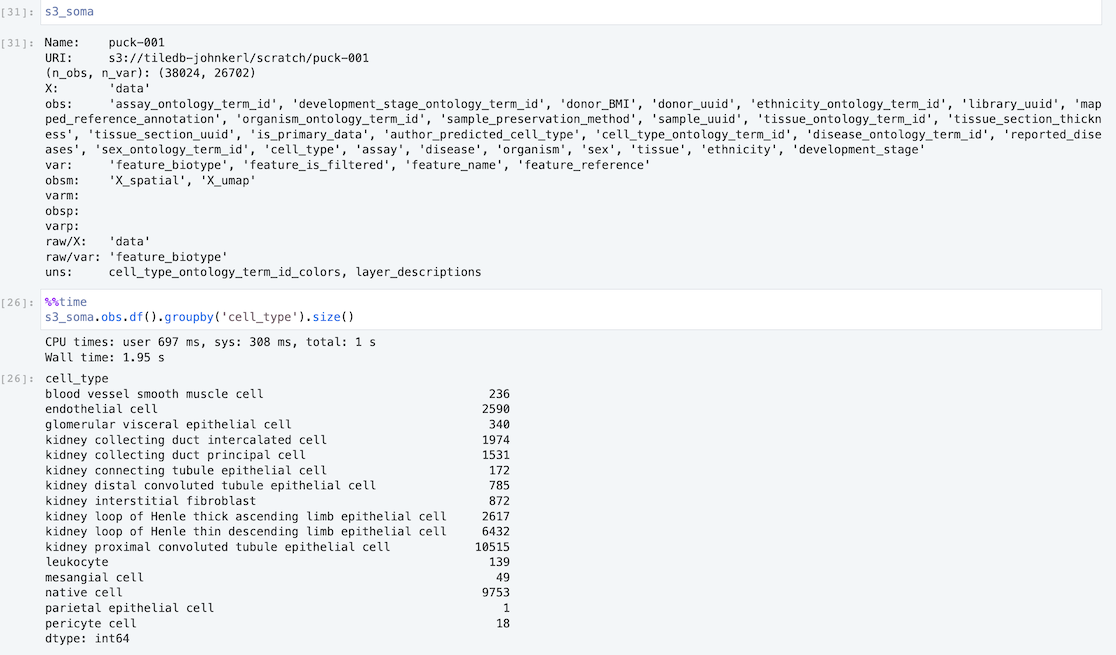 [31]: s3_soma
[31]: Name:    puck-001
URI:     s3://tiledb-johnkerl/scratch/puck-001
(n_obs, n_var): (38024, 26702)
X:       'data'
obs:     'assay_ontology_term_id', 'development_stage_ontology_term_id', 'donor_BMI', 'donor_uuid', 'ethnicity_ontology_term_id', 'library_uuid', 'map
ped_reference_annotation', 'organism_ontology_term_id', 'sample_preservation_method', 'sample_uuid', 'tissue_ontology_term_id', 'tissue_section_thickn
ess', 'tissue_section_uuid', 'is_primary_data', 'author_predicted_cell_type', 'cell_type_ontology_term_id', 'disease_ontology_term_id', 'reported_dise
ases', 'sex_ontology_term_id', 'cell_type', 'assay', 'disease', 'organism', 'sex', 'tissue', 'ethnicity', 'development_stage'
var:     'feature_biotype', 'feature_is_filtered', 'feature_name', 'feature_reference'
obsm:    'X_spatial', 'X_umap'
varm:
obsp:
varp:
raw/X:   'data'
raw/var: 'feature_biotype'
uns:     cell_type_ontology_term_id_colors, layer_descriptions
[26]: %%time
s3_soma.obs.df().groupby('cell_type').size()
CPU times: user 697 ms, sys: 308 ms, total: 1 s
Wall time: 1.95 s
[26]: cell_type
blood vessel smooth muscle cell                            236
endothelial cell                                          2590
glomerular visceral epithelial cell                        340
kidney collecting duct intercalated cell                  1974
kidney collecting duct principal cell                     1531
kidney connecting tubule epithelial cell                   172
kidney distal convoluted tubule epithelial cell            785
kidney interstitial fibroblast                             872
kidney loop of Henle thick ascending limb epithelial cell    2617
kidney loop of Henle thin descending limb epithelial cell    6432
kidney proximal convoluted tubule epithelial cell        10515
leukocyte                                                  139
mesangial cell                                              49
native cell                                               9753
parietal epithelial cell                                     1
pericyte cell                                               18
dtype: int64